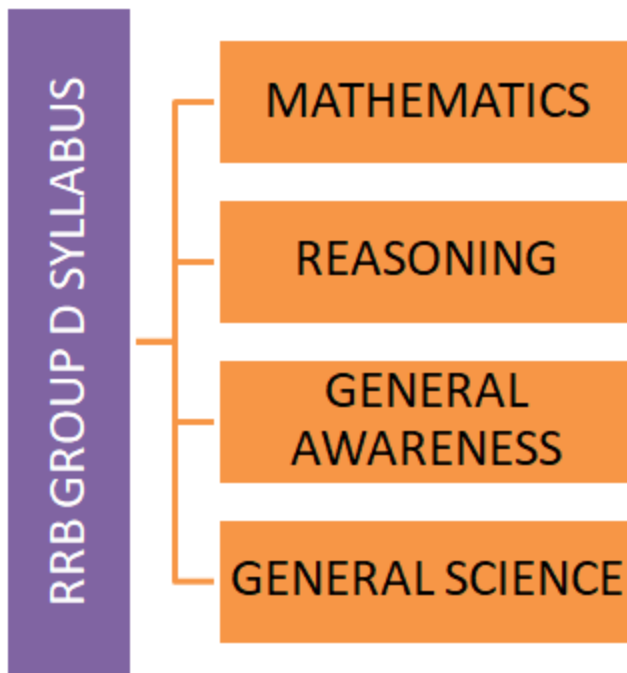 RRB GROUP D SYLLABUS
MATHEMATICS
REASONING
GENERAL
AWARENESS
GENERAL SCIENCE